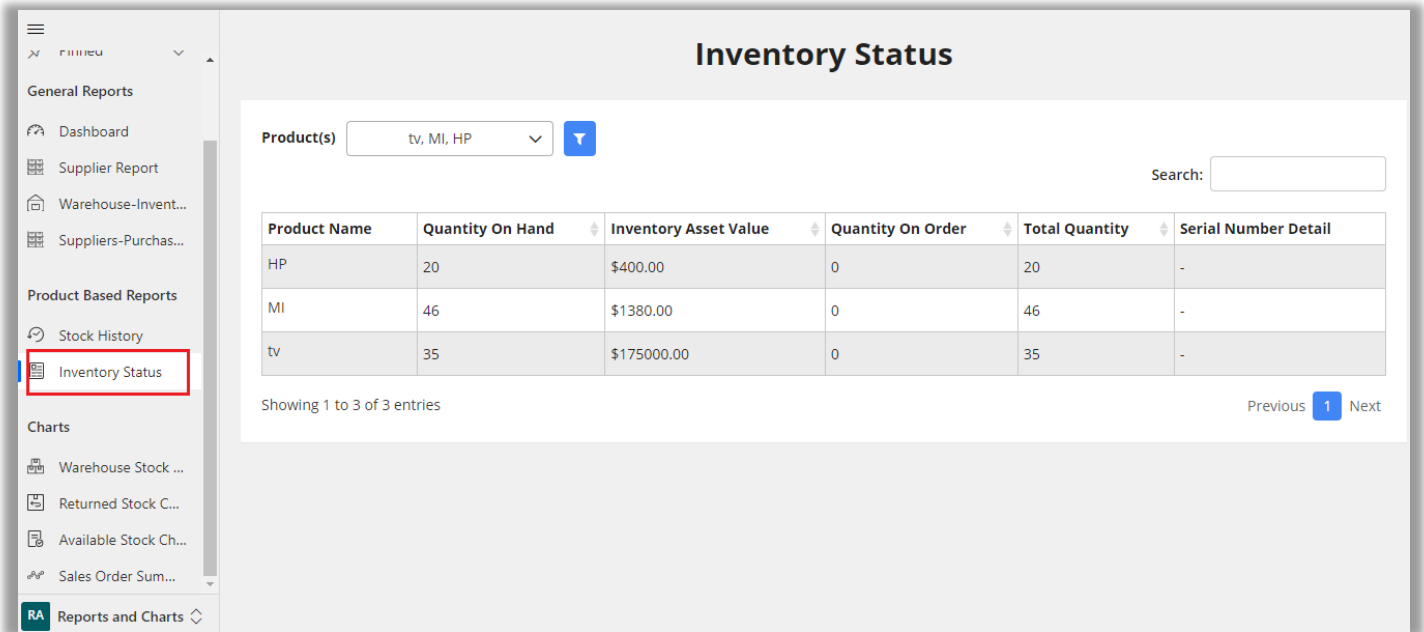 Pinned
General Reports
Dashboard
Supplier Report
Warehouse-Invent...
Suppliers-Purchas...
Product Based Reports
Stock History
Inventory Status
Charts
Warehouse Stock ...
Returned Stock C...
Available Stock Ch...
Sales Order Sum...
RA Reports and Charts
Inventory Status
Product(s) tv, MI, HP
Search:
Product Name Quantity On Hand Inventory Asset Value Quantity On Order Total Quantity Serial Number Detail
HP 20 $400.00 0 20 -
MI 46 $1380.00 0 46 -
tv 35 $175000.00 0 35 -
Showing 1 to 3 of 3 entries
Previous 1 Next